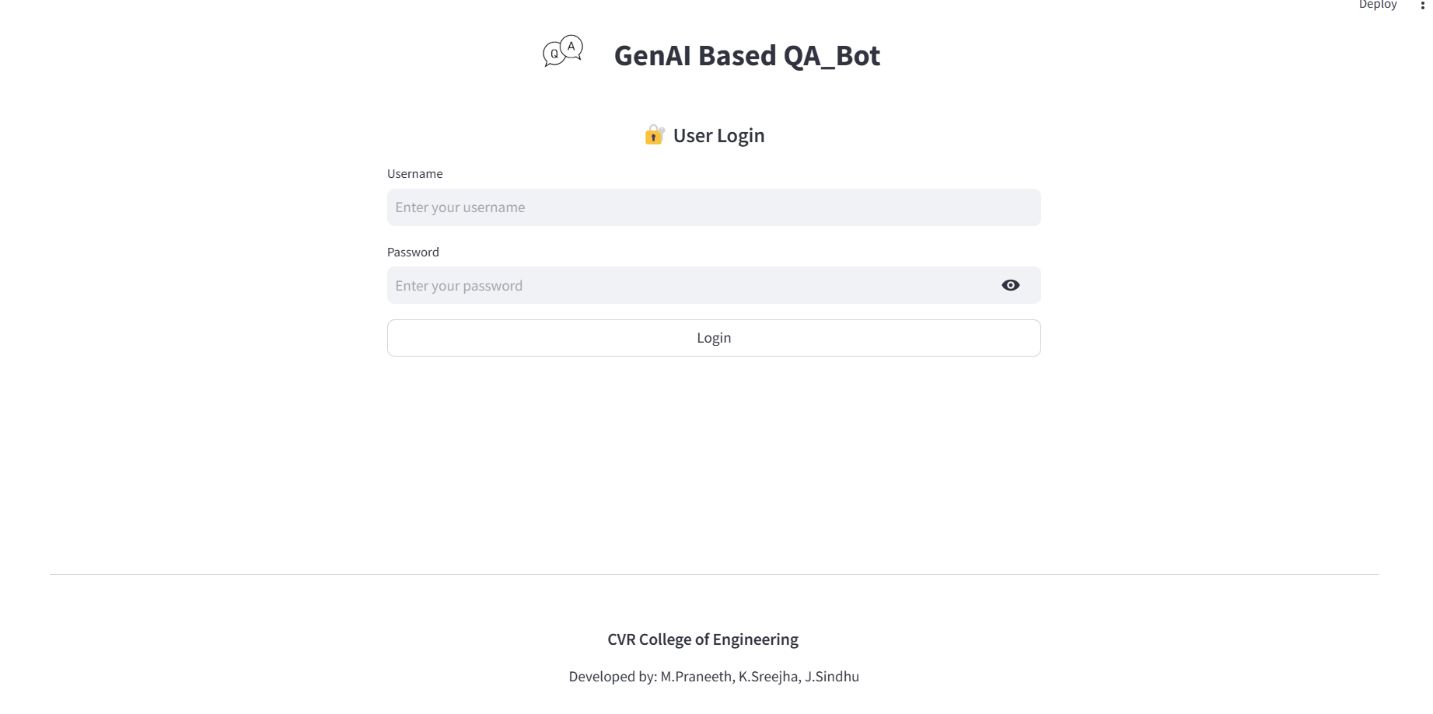 Deploy
Q A
GenAI Based QA_Bot
User Login
Username
Enter your username
Password
Enter your password
Login
CVR College of Engineering
Developed by: M.Praneeth, K.Sreejha, J.Sindhu